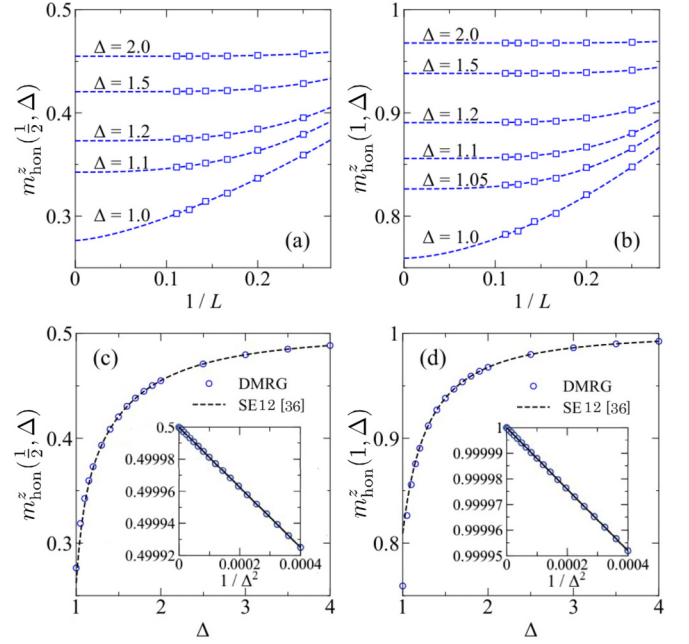 0.5
0.4
0.3
m^z_hon(1/2, Δ)
Δ = 2.0
Δ = 1.5
Δ = 1.2
Δ = 1.1
Δ = 1.0
(a)
0
0.1
0.2
1 / L
1
0.9
0.8
m^z_hon(1, Δ)
Δ = 2.0
Δ = 1.5
Δ = 1.2
Δ = 1.1
Δ = 1.05
Δ = 1.0
(b)
0
0.1
0.2
1 / L
0.5
0.4
0.3
m^z_hon(1/2, Δ)
(c)
DMRG
SE12 [36]
0.5
0.49998
0.49996
0.49994
0.49992
0
0.0002
0.0004
1 / Δ^2
1
2
3
4
Δ
1
0.9
0.8
m^z_hon(1, Δ)
(d)
DMRG
SE12 [36]
1
0.99999
0.99998
0.99997
0.99996
0.99995
0
0.0002
0.0004
1 / Δ^2
1
2
3
4
Δ